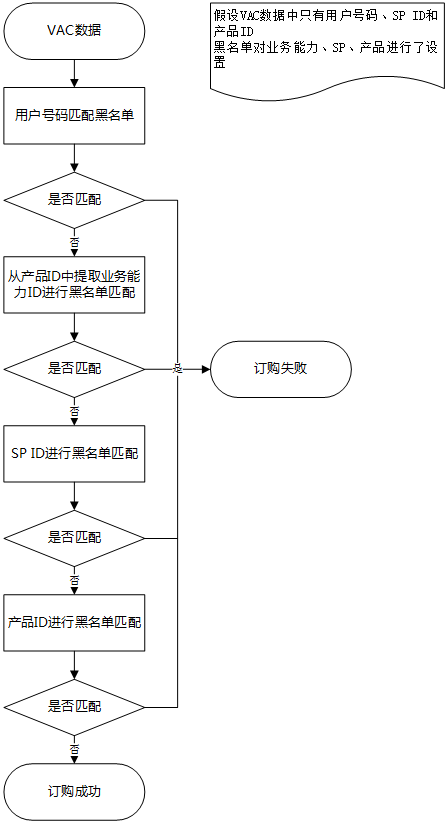 VAC数据
假设VAC数据中只有用户号码、SP ID和
产品ID
黑名单对业务能力、SP、产品进行了设
置
用户号码匹配黑名单
是否匹配
否
从产品ID中提取业务能
力ID进行黑名单匹配
是否匹配
是
订购失败
否
SP ID进行黑名单匹配
是否匹配
否
产品ID进行黑名单匹配
是否匹配
否
订购成功